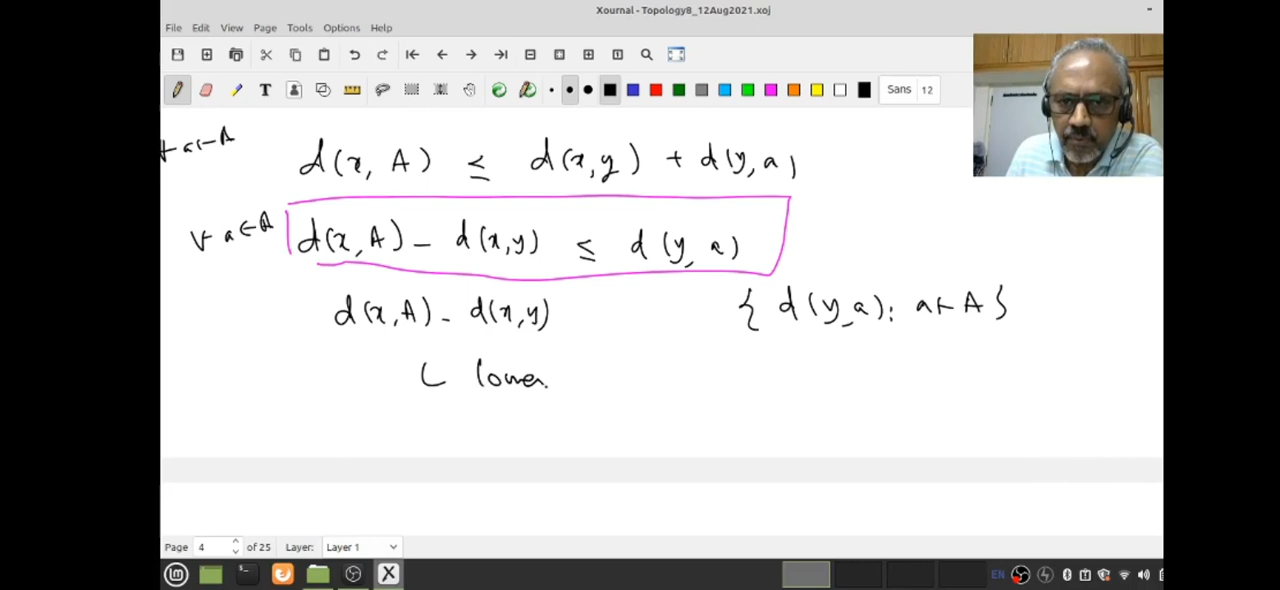 Xournal - Topology8_12Aug2021.xoj
File Edit View Page Tools Options Help
Sans 12
∀ a∈A
d(x, A) ≤ d(x,y) + d(y,a)
∀ a∈A d(x,A) - d(x,y) ≤ d(y,a)
d(x,A) - d(x,y) { d(y,a): a∈A }
lower
Page 4 of 25 Layer: Layer 1
EN